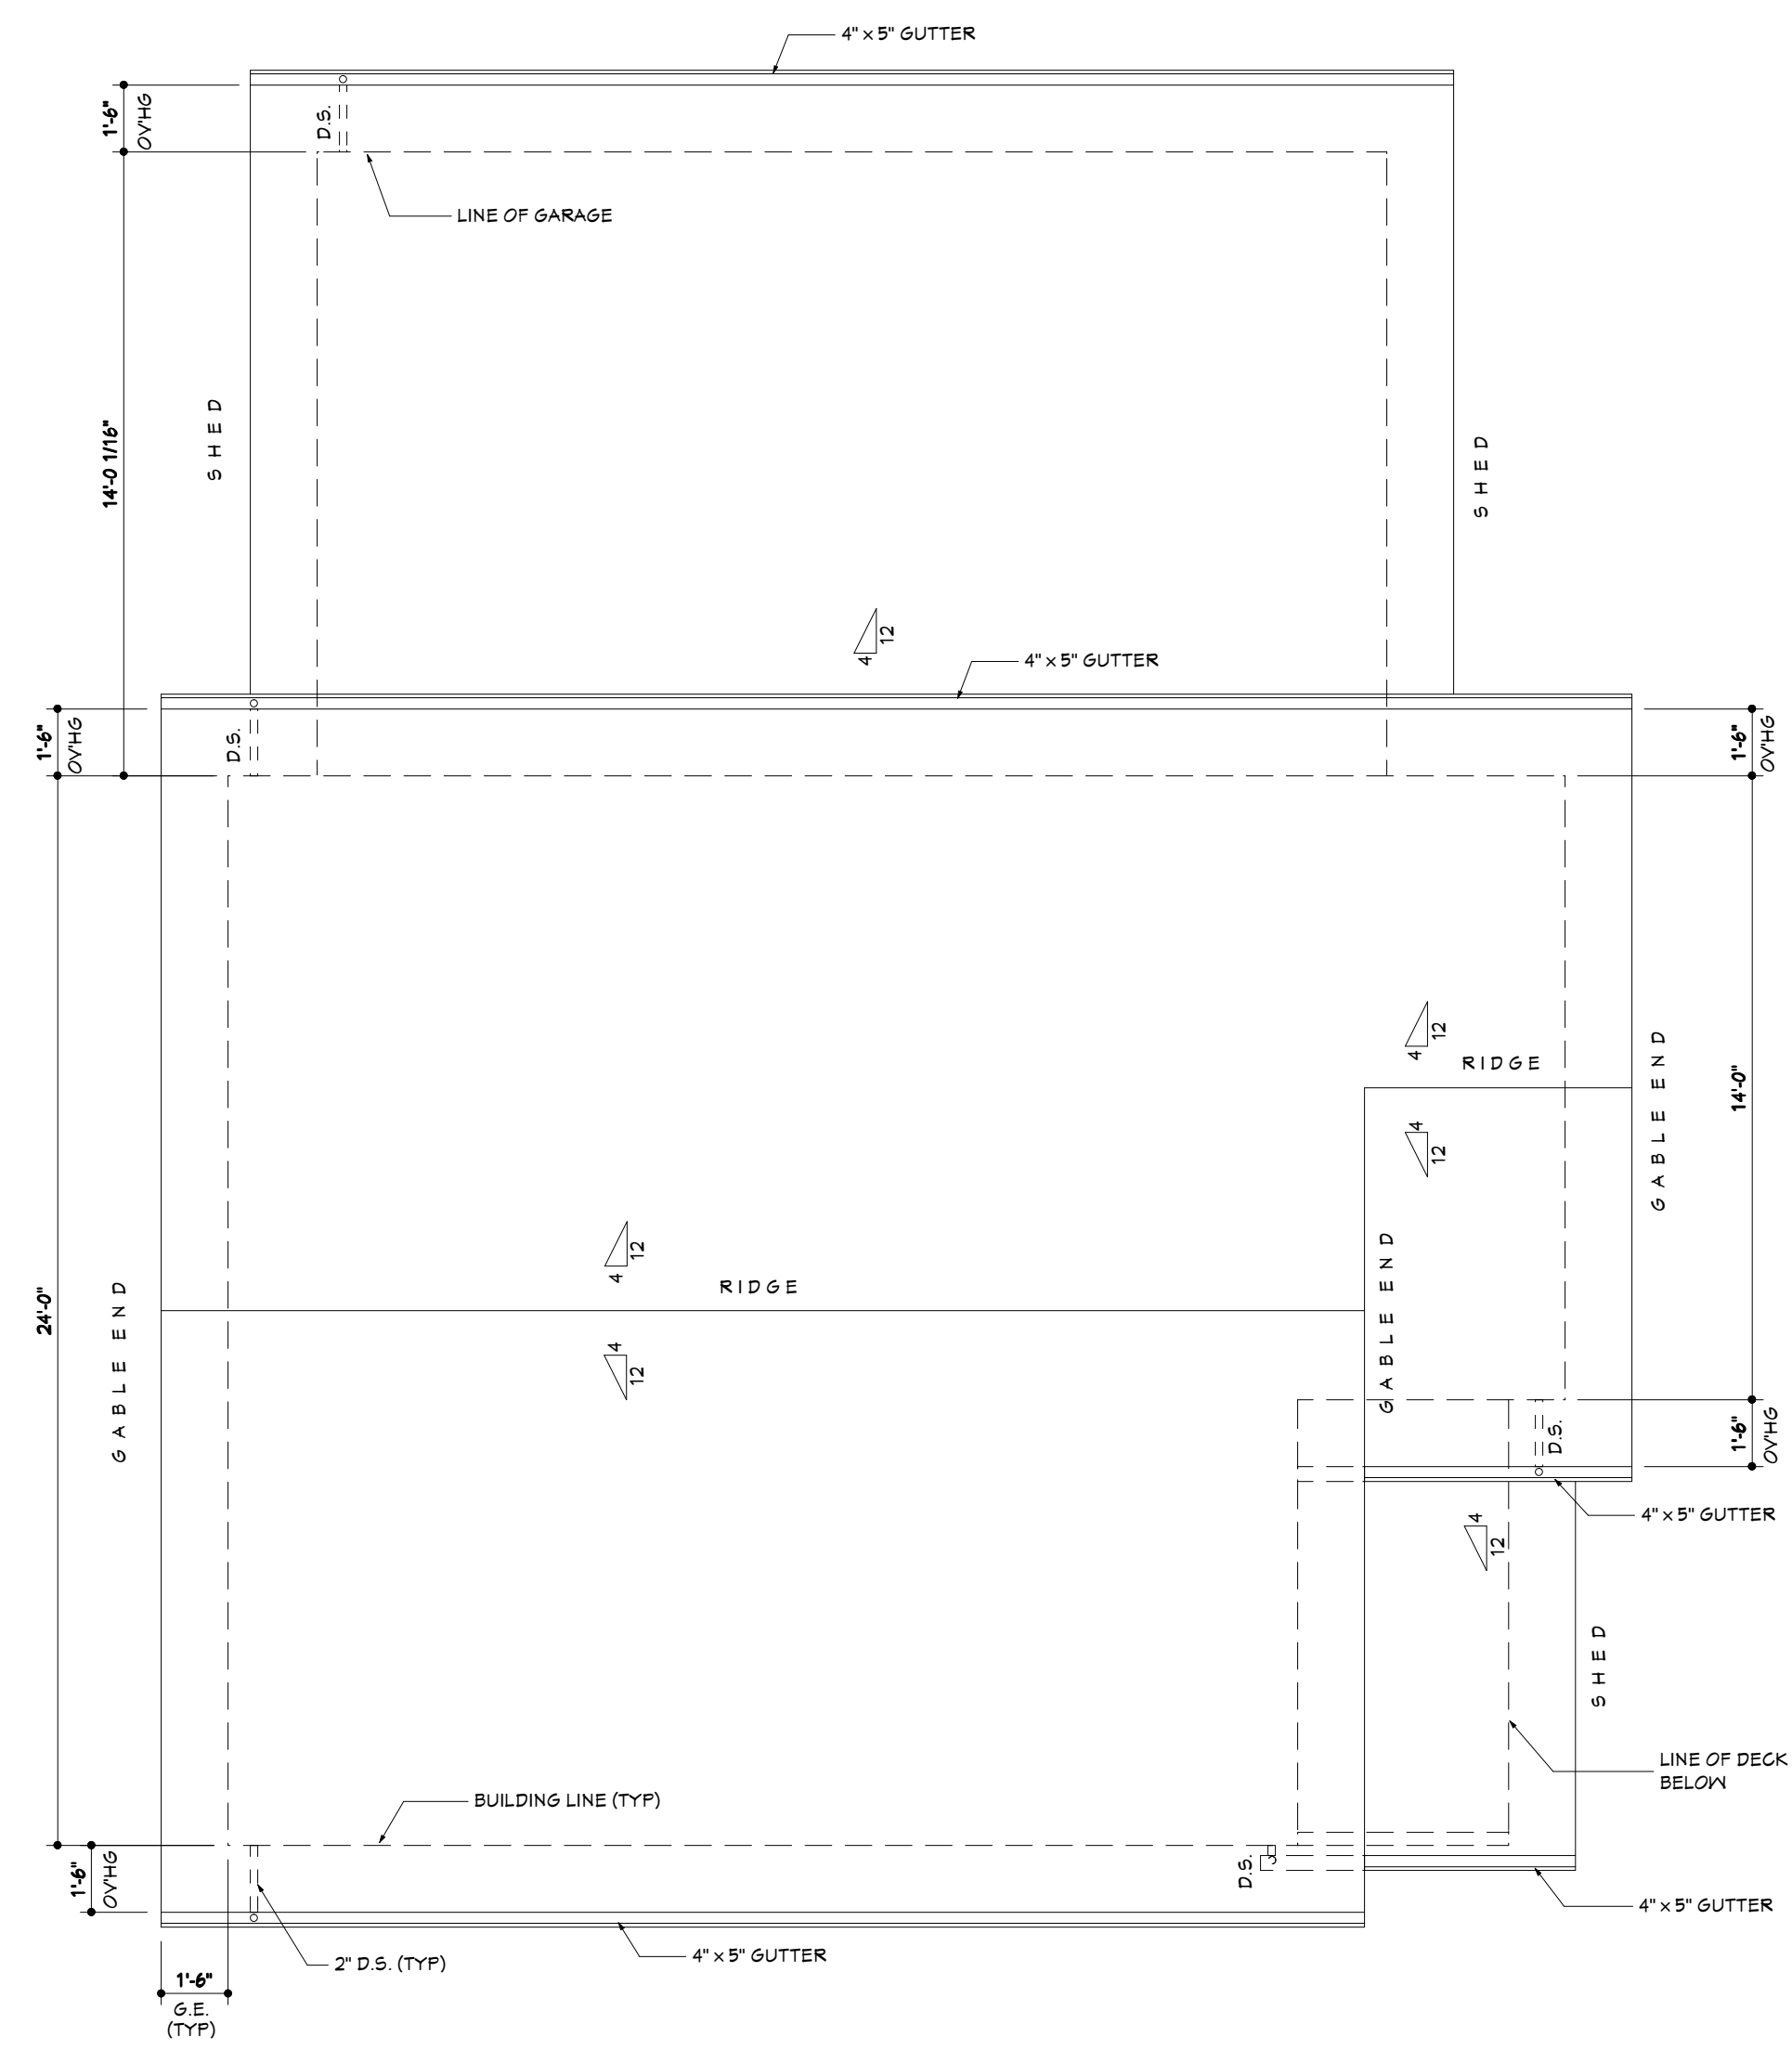 4" x 5" GUTTER
1'-6"
OV'HG
D.S.
LINE OF GARAGE
SHED
14'-0 1/16"
SHED
4
12
4" x 5" GUTTER
1'-6"
OV'HG
D.S.
1'-6"
OV'HG
4
12
RIDGE
GABLE END
14'-0"
4
12
4
12
RIDGE
GABLE END
24'-0"
GABLE END
4
12
D.S.
1'-6"
OV'HG
4" x 5" GUTTER
4
12
SHED
LINE OF DECK
BELOW
BUILDING LINE (TYP)
1'-6"
OV'HG
D.S.
4" x 5" GUTTER
4" x 5" GUTTER
2" D.S. (TYP)
1'-6"
G.E.
(TYP)